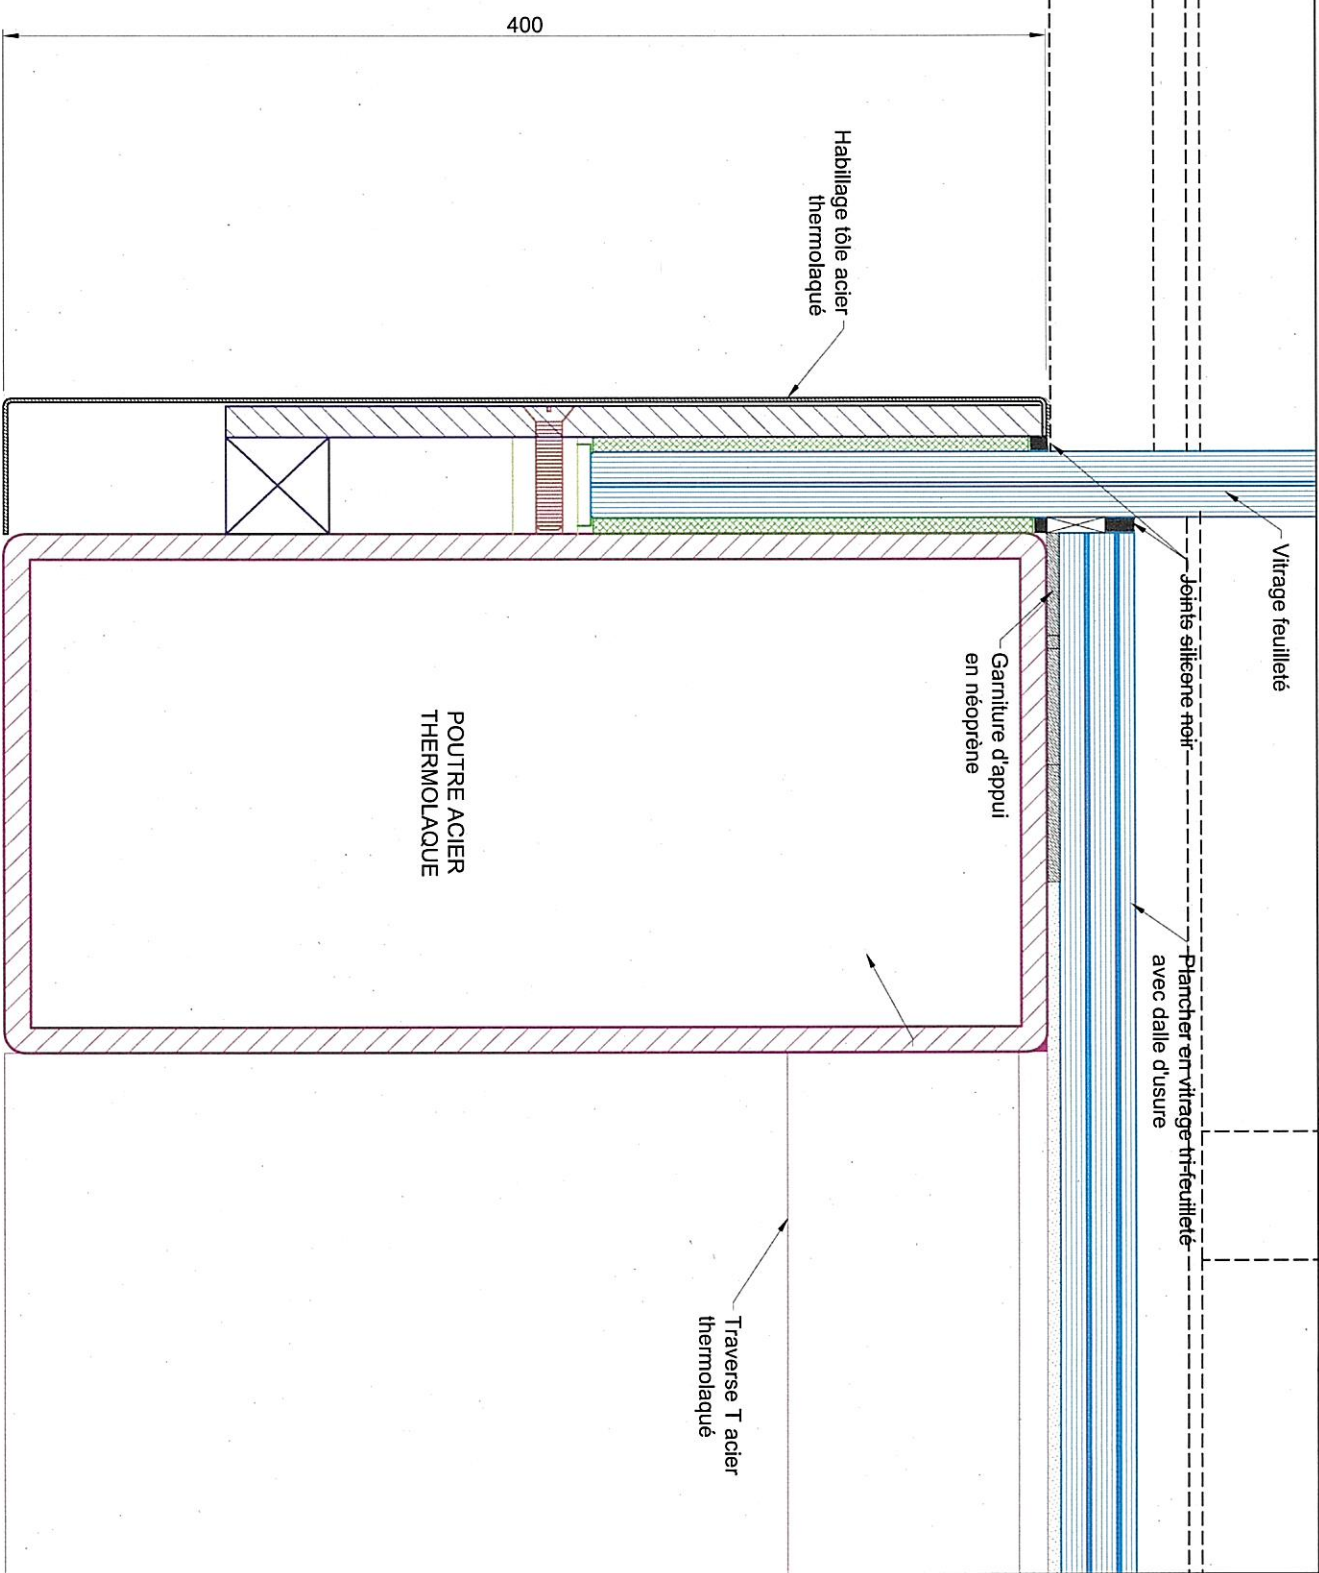 400
Vitrage feuilleté
Joints silicone noir
Plancher en vitrage tri-feuilleté
avec dalle d'usure
Garniture d'appui
en néoprène
Habillage tôle acier
thermolaqué
Traverse T acier
thermolaqué
POUTRE ACIER
THERMOLAQUE